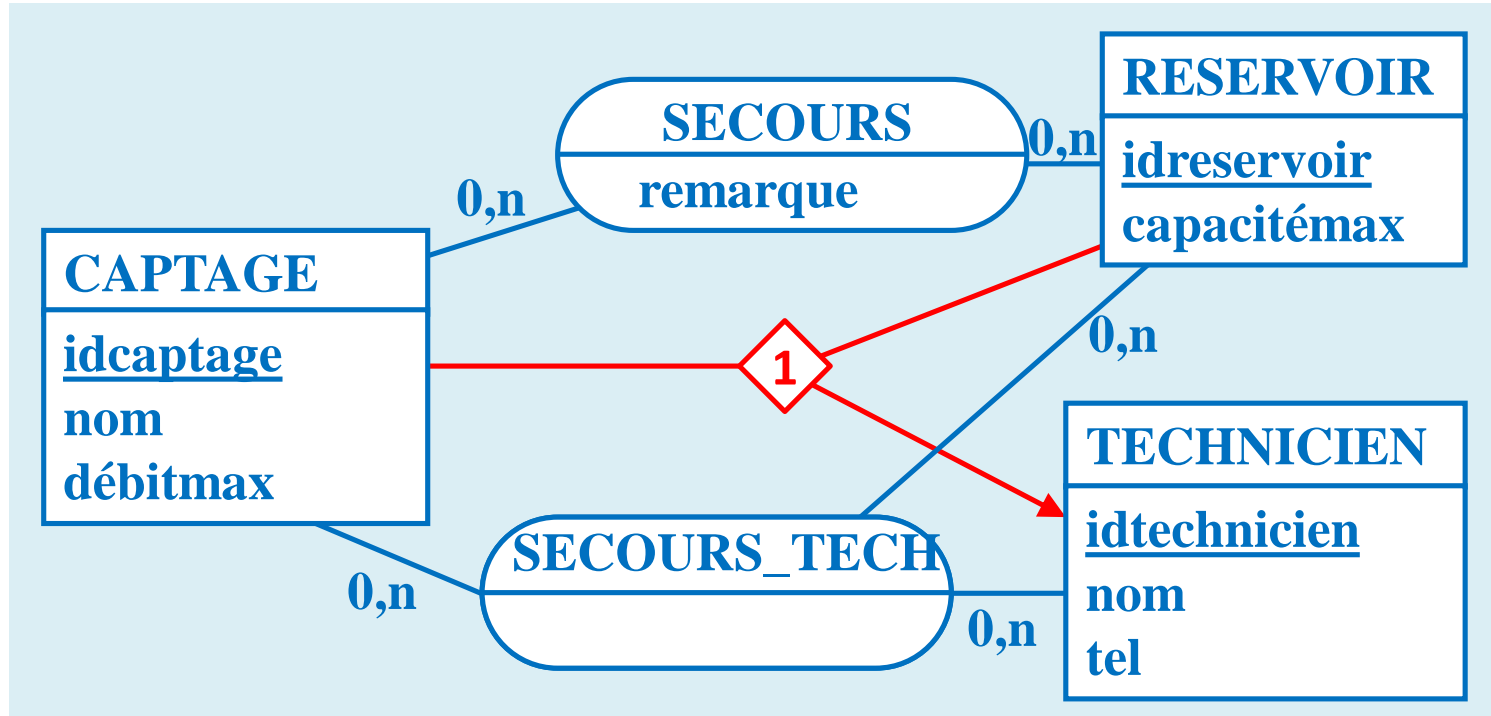 RESERVOIR
idreservoir
capacitémax
SECOURS
remarque
0,n
0,n
CAPTAGE
idcaptage
nom
débitmax
1
0,n
TECHNICIEN
idtechnicien
nom
tel
SECOURS_TECH
0,n
0,n